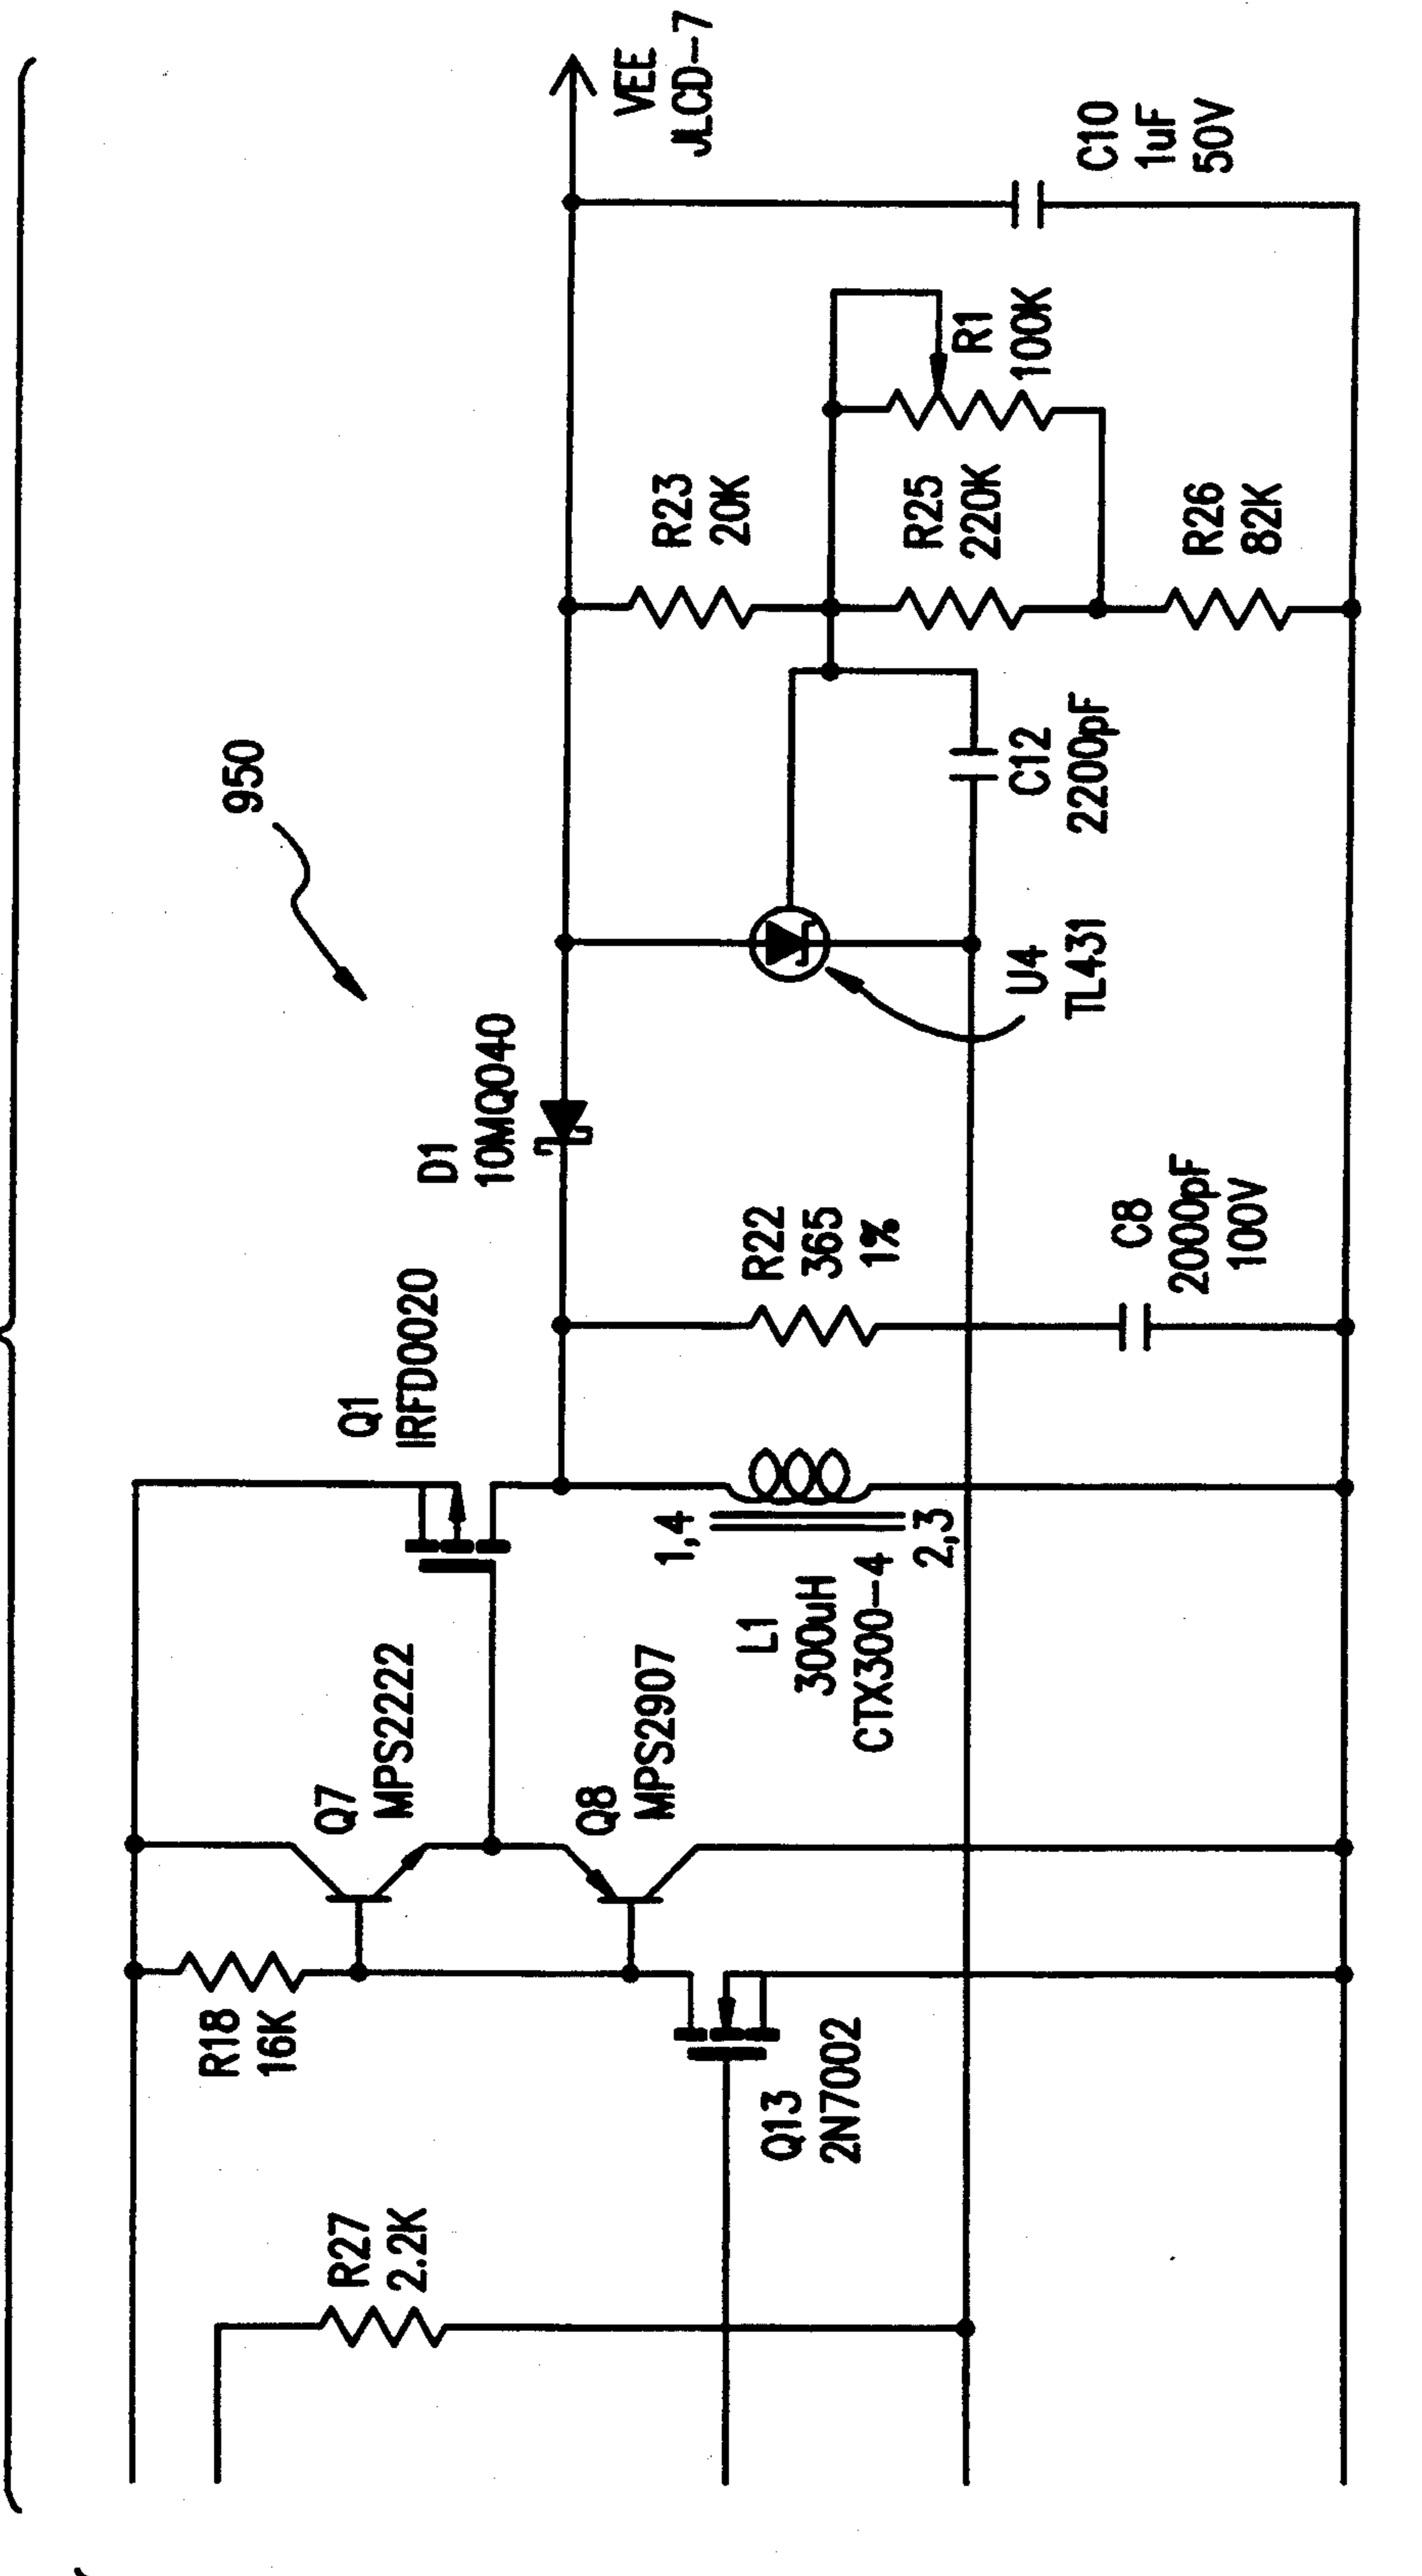 950
VEE
JLCD-7
Q1
IRFD0020
D1
10MQ040
R18
16K
Q7
MPS2222
Q8
MPS2907
R27
2.2K
Q13
2N7002
1,4
2,3
L1
300uH
CTX300-4
R22
365
1%
C8
2000pF
100V
U4
TL431
C12
2200pF
R23
20K
R25
220K
R1
100K
R26
82K
C10
1uF
50V